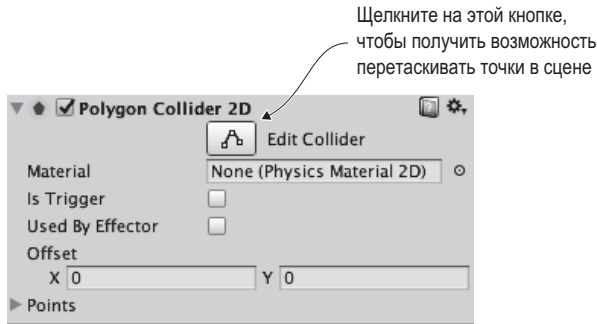 Щелкните на этой кнопке,
чтобы получить возможность
перетаскивать точки в сцене
Polygon Collider 2D
Edit Collider
Material None (Physics Material 2D)
Is Trigger
Used By Effector
Offset
X 0 Y 0
Points